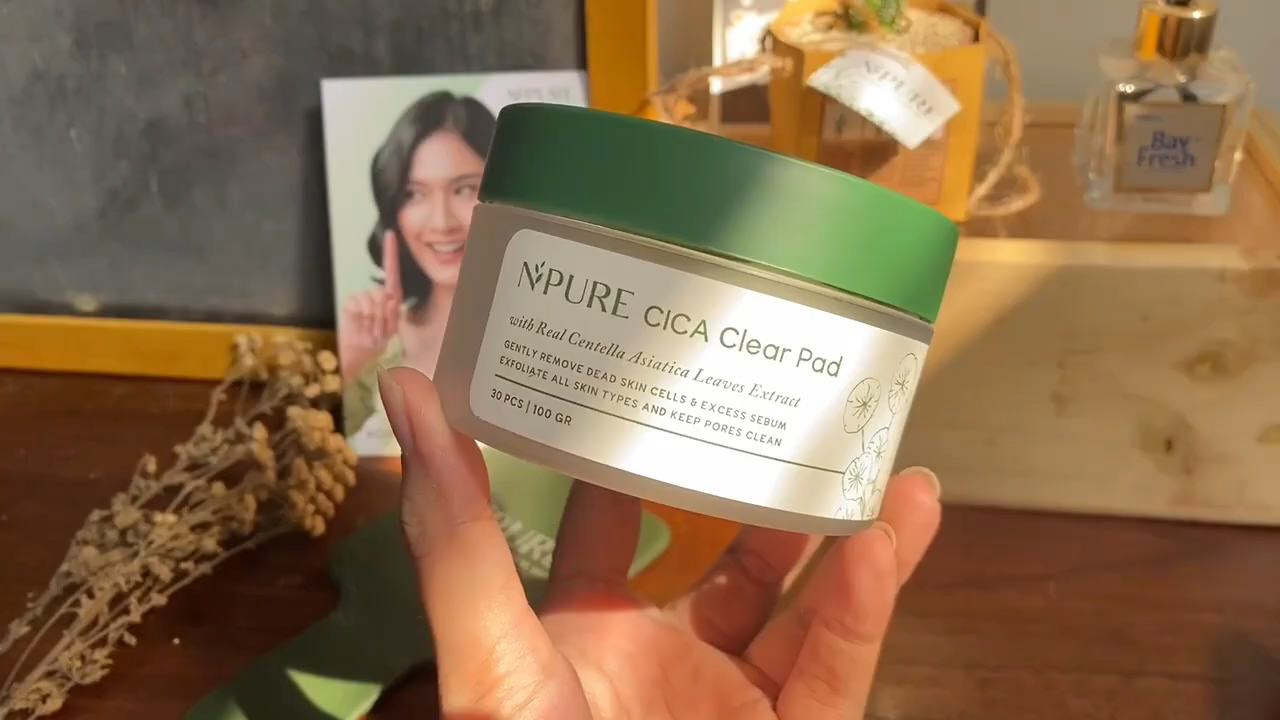 NPURE
NPURE CICA Clear Pad
with Real Centella Asiatica Leaves Extract
GENTLY REMOVE DEAD SKIN CELLS & EXCESS SEBUM
EXFOLIATE ALL SKIN TYPES AND KEEP PORES CLEAN
30 PCS | 100 GR
Bay
Fresh